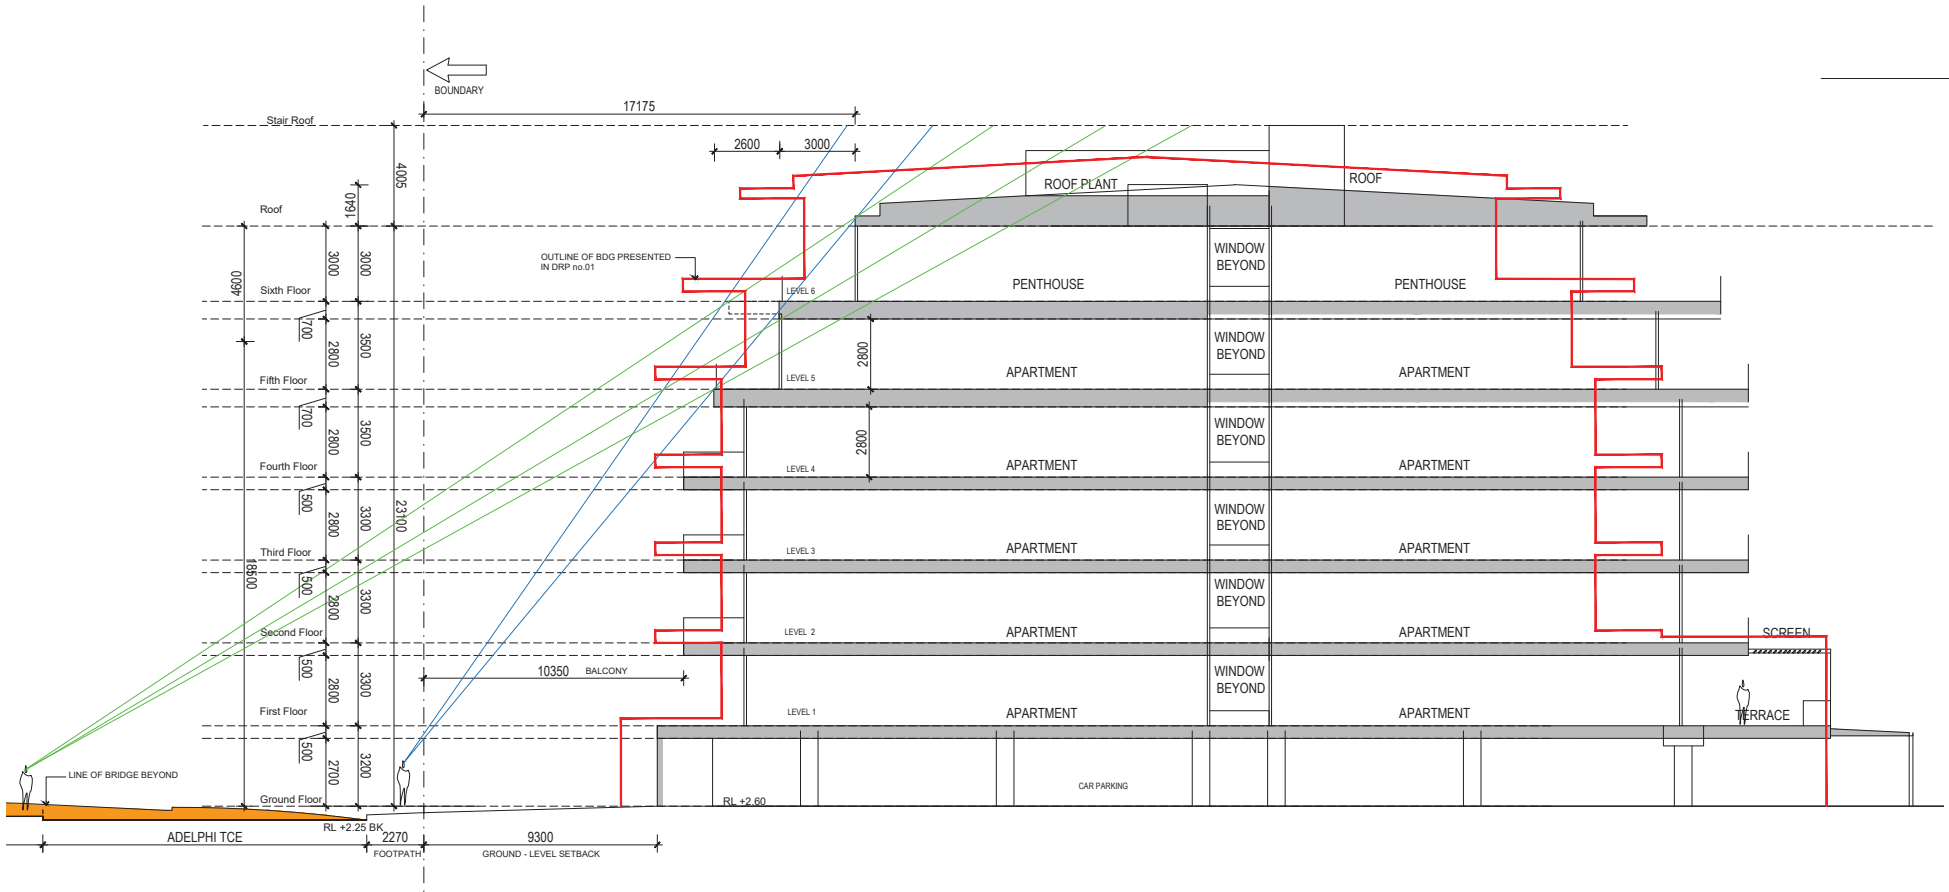 BOUNDARY
17175
Stair Roof
2600
3000
4005
16410
ROOF PLANT
ROOF
Roof
OUTLINE OF BDG PRESENTED
IN DRP no.01
WINDOW
BEYOND
4690
3000
3000
PENTHOUSE
PENTHOUSE
LEVEL 6
Sixth Floor
700
2800
3500
2800
WINDOW
BEYOND
APARTMENT
APARTMENT
LEVEL 5
Fifth Floor
700
2800
3500
2800
WINDOW
BEYOND
APARTMENT
APARTMENT
LEVEL 4
Fourth Floor
500
2800
3300
23100
WINDOW
BEYOND
APARTMENT
APARTMENT
LEVEL 3
Third Floor
18500
500
2800
3300
WINDOW
BEYOND
APARTMENT
APARTMENT
LEVEL 2
Second Floor
SCREEN
500
2800
3300
10350
BALCONY
WINDOW
BEYOND
APARTMENT
APARTMENT
LEVEL 1
First Floor
TERRACE
500
2700
3200
LINE OF BRIDGE BEYOND
CAR PARKING
Ground Floor
RL +2.60
RL +2.25 BK
ADELPHI TCE
2270
9300
FOOTPATH
GROUND - LEVEL SETBACK